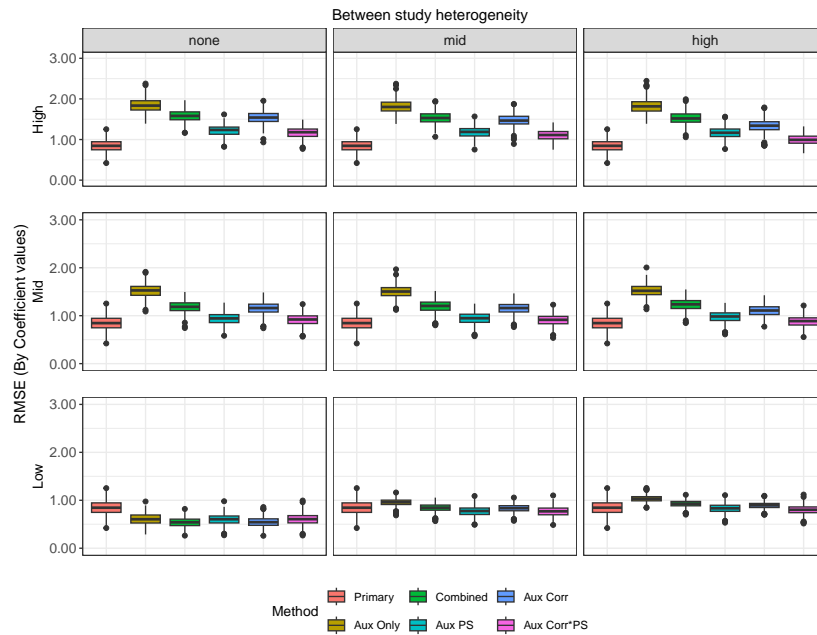 Between study heterogeneity
none mid high
RMSE (By Coefficient values)
High
3.00
2.00
1.00
0.00
Mid
3.00
2.00
1.00
0.00
Low
3.00
2.00
1.00
0.00
Method
Primary Combined Aux Corr
Aux Only Aux PS Aux Corr*PS